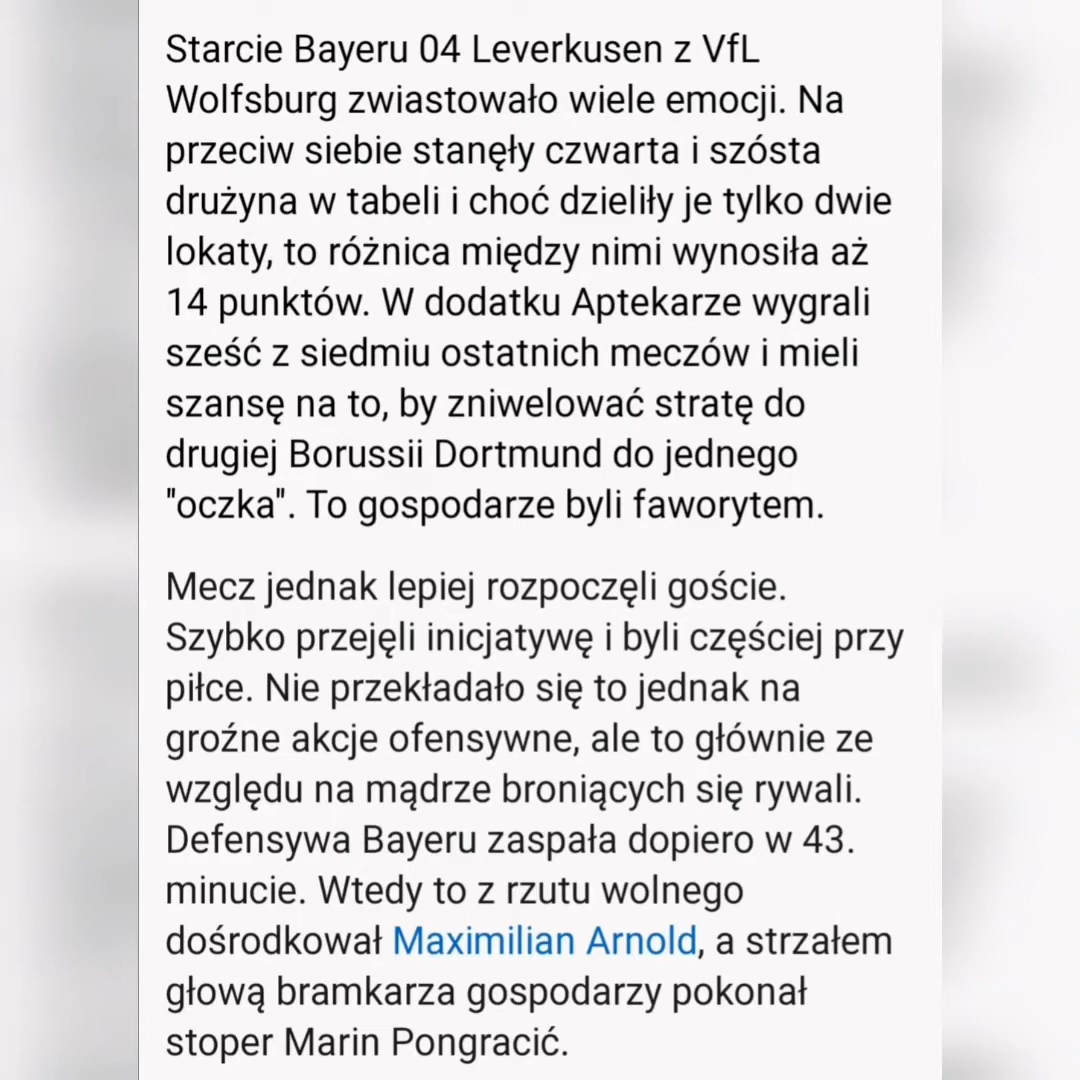 Starcie Bayeru 04 Leverkusen z VfL
Wolfsburg zwiastowało wiele emocji. Na
przeciw siebie stanęły czwarta i szósta
drużyna w tabeli i choć dzieliły je tylko dwie
lokaty, to różnica między nimi wynosiła aż
14 punktów. W dodatku Aptekarze wygrali
sześć z siedmiu ostatnich meczów i mieli
szansę na to, by zniwelować stratę do
drugiej Borussii Dortmund do jednego
"oczka". To gospodarze byli faworytem.
Mecz jednak lepiej rozpoczęli goście.
Szybko przejęli inicjatywę i byli częściej przy
piłce. Nie przekładało się to jednak na
groźne akcje ofensywne, ale to głównie ze
względu na mądrze broniących się rywali.
Defensywa Bayeru zaspała dopiero w 43.
minucie. Wtedy to z rzutu wolnego
dośrodkował Maximilian Arnold, a strzałem
głową bramkarza gospodarzy pokonał
stoper Marin Pongracić.